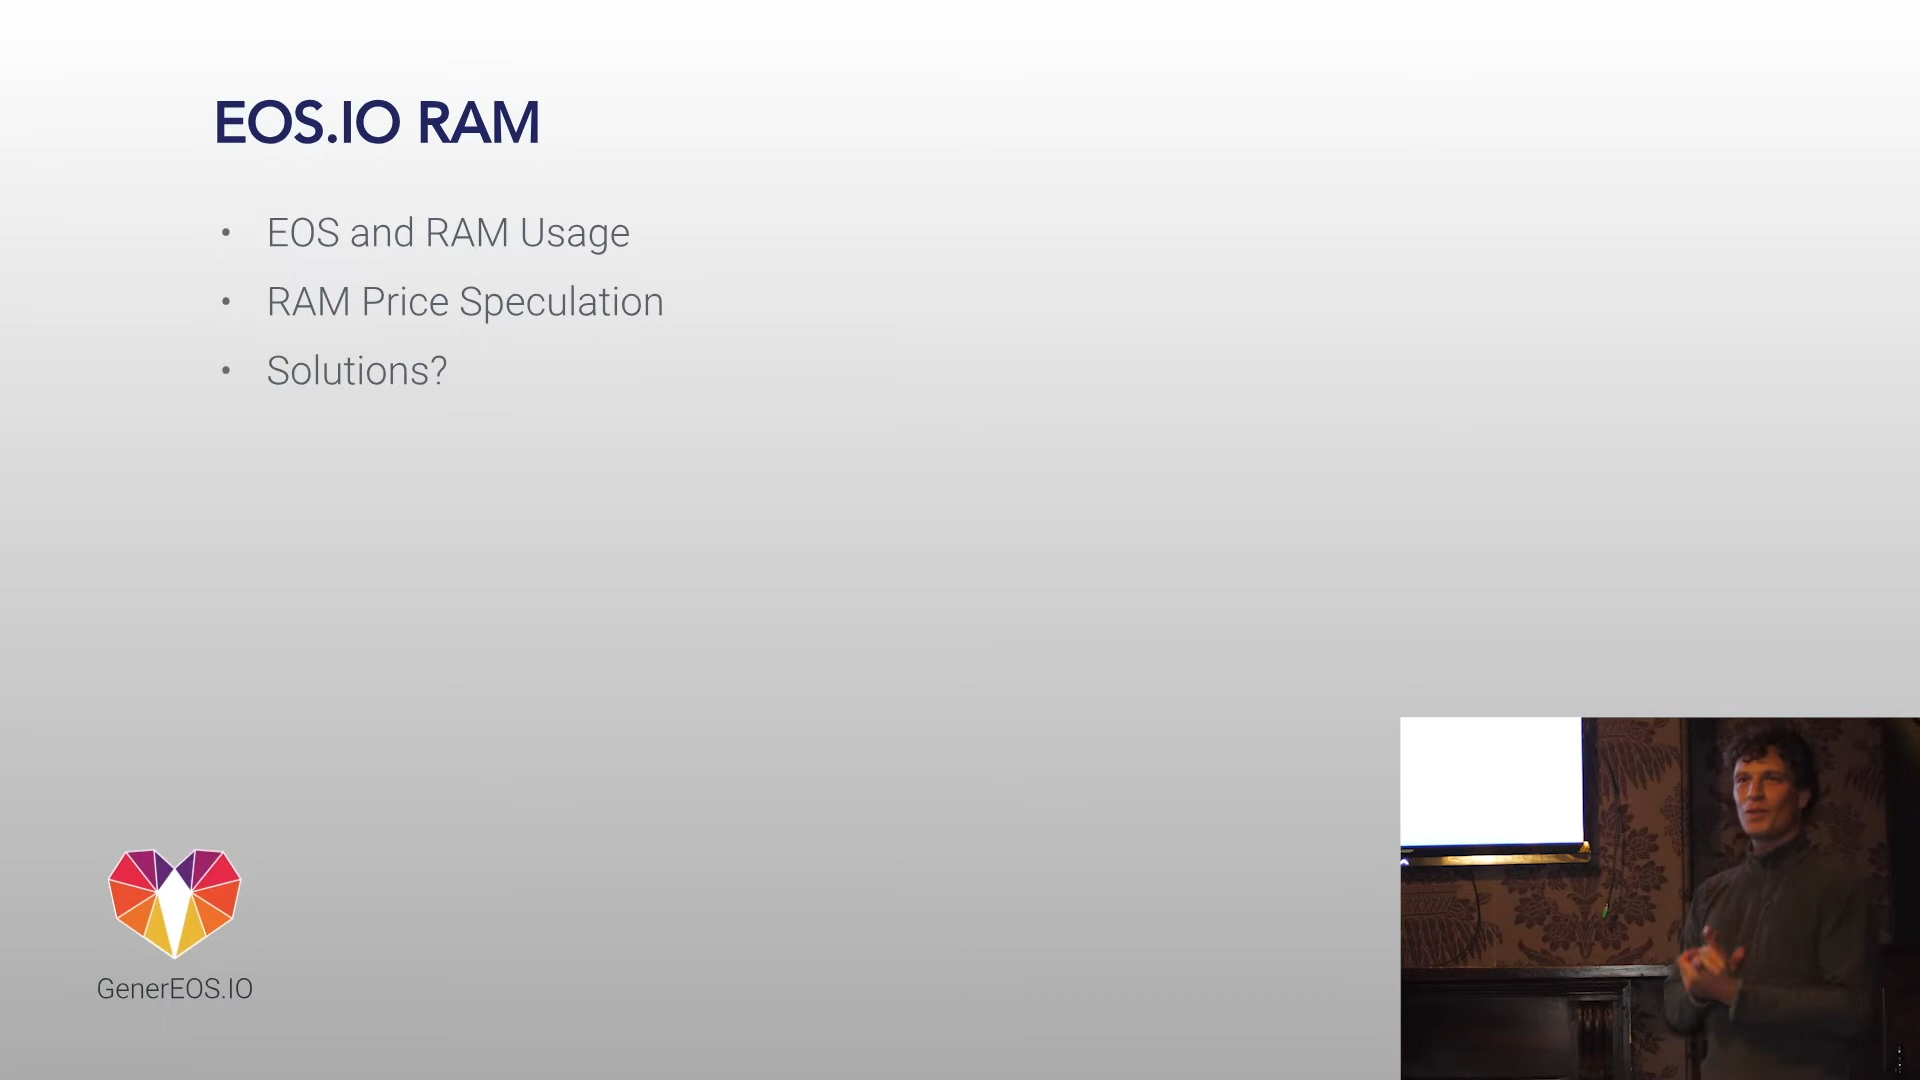 EOS.IO RAM
• EOS and RAM Usage
• RAM Price Speculation
• Solutions?
GenerEOS.IO